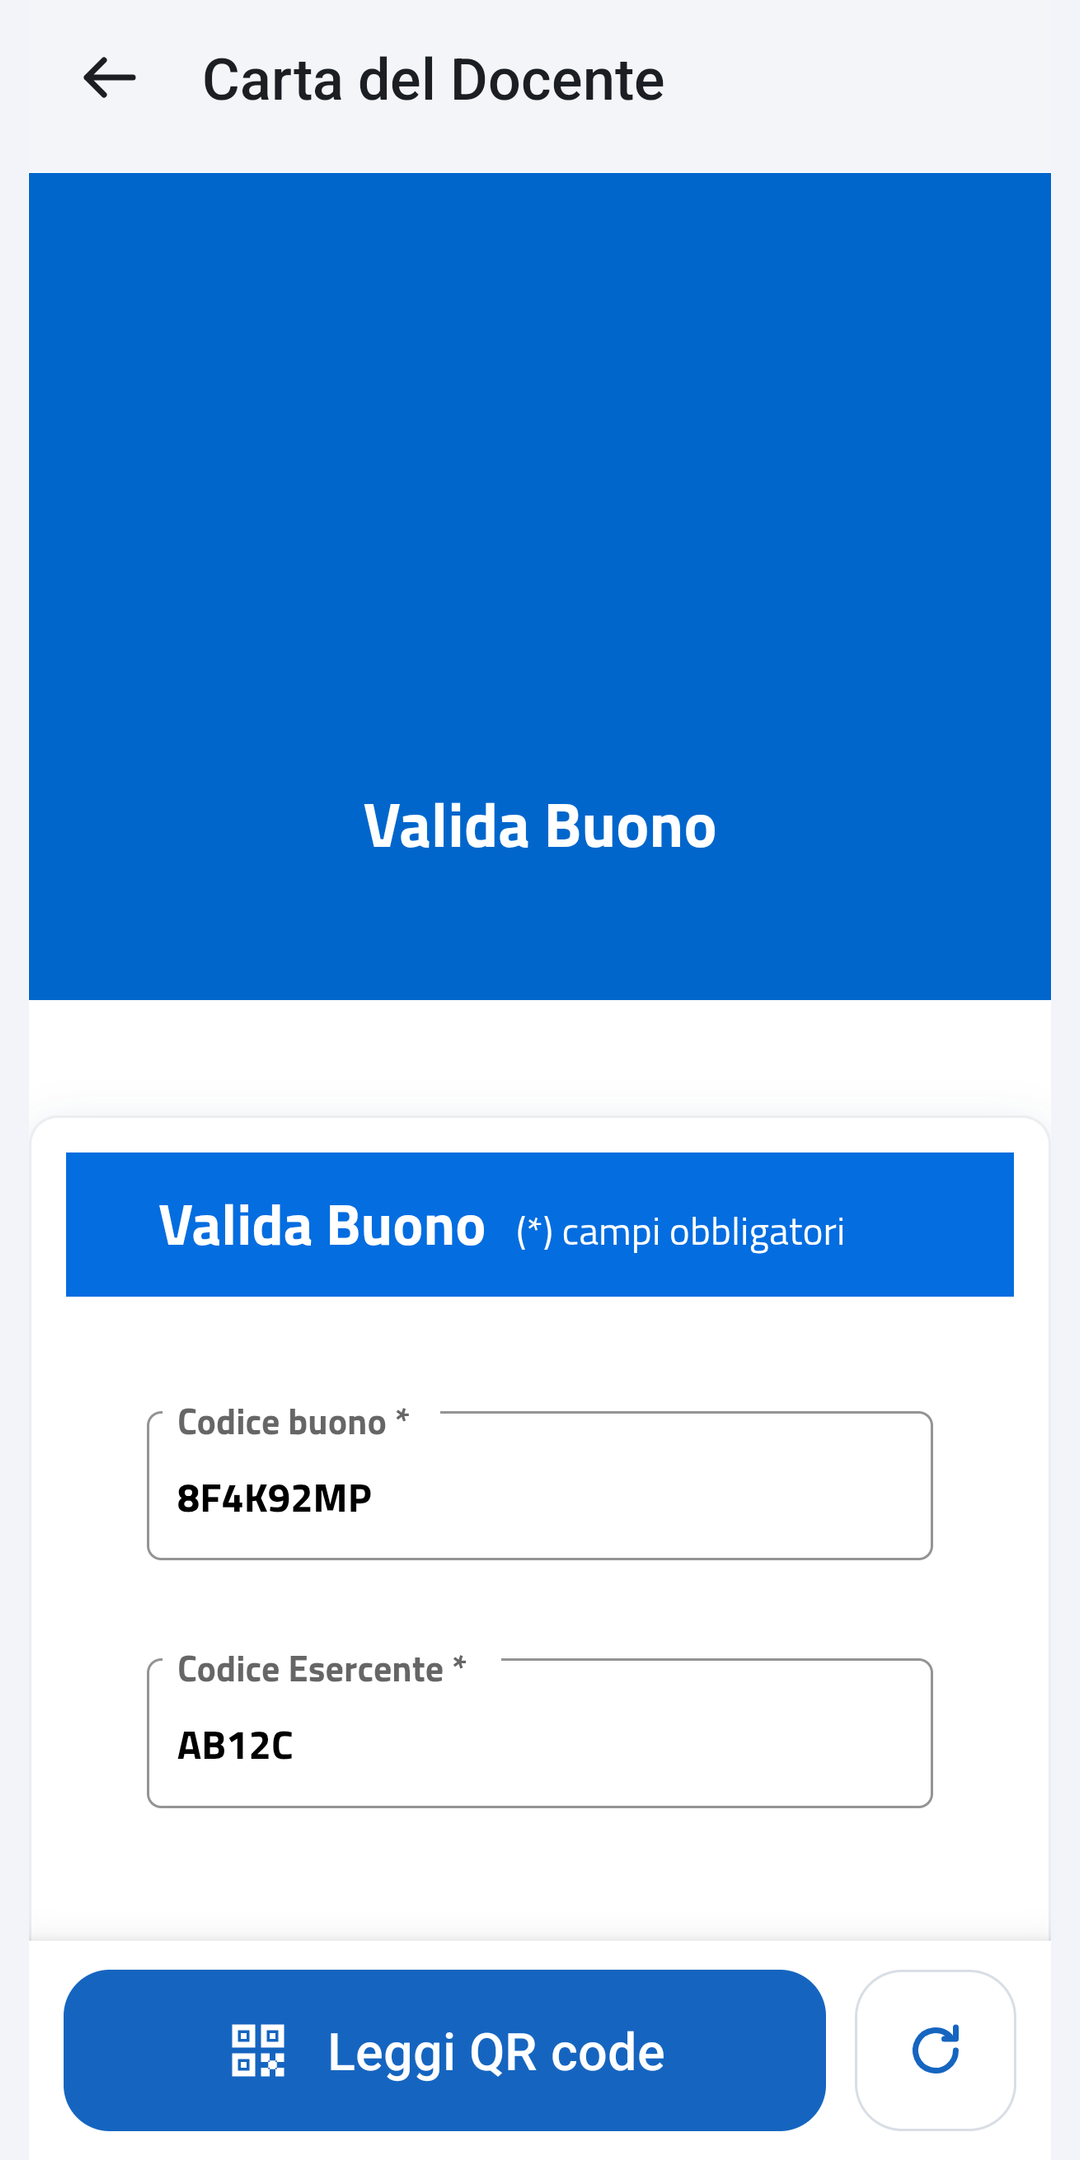 Carta del Docente
Valida Buono
Valida Buono (*) campi obbligatori
Codice buono *
8F4K92MP
Codice Esercente *
AB12C
Leggi QR code